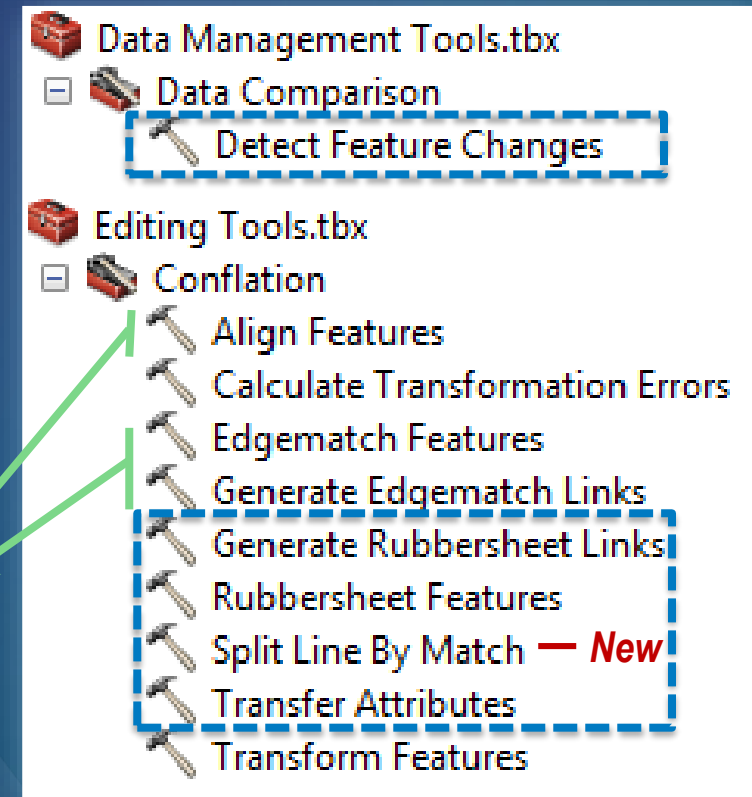 Data Management Tools.tbx
Data Comparison
Detect Feature Changes
Editing Tools.tbx
Conflation
Align Features
Calculate Transformation Errors
Edgematch Features
Generate Edgematch Links
Generate Rubbersheet Links
Rubbersheet Features
Split Line By Match — New
Transfer Attributes
Transform Features